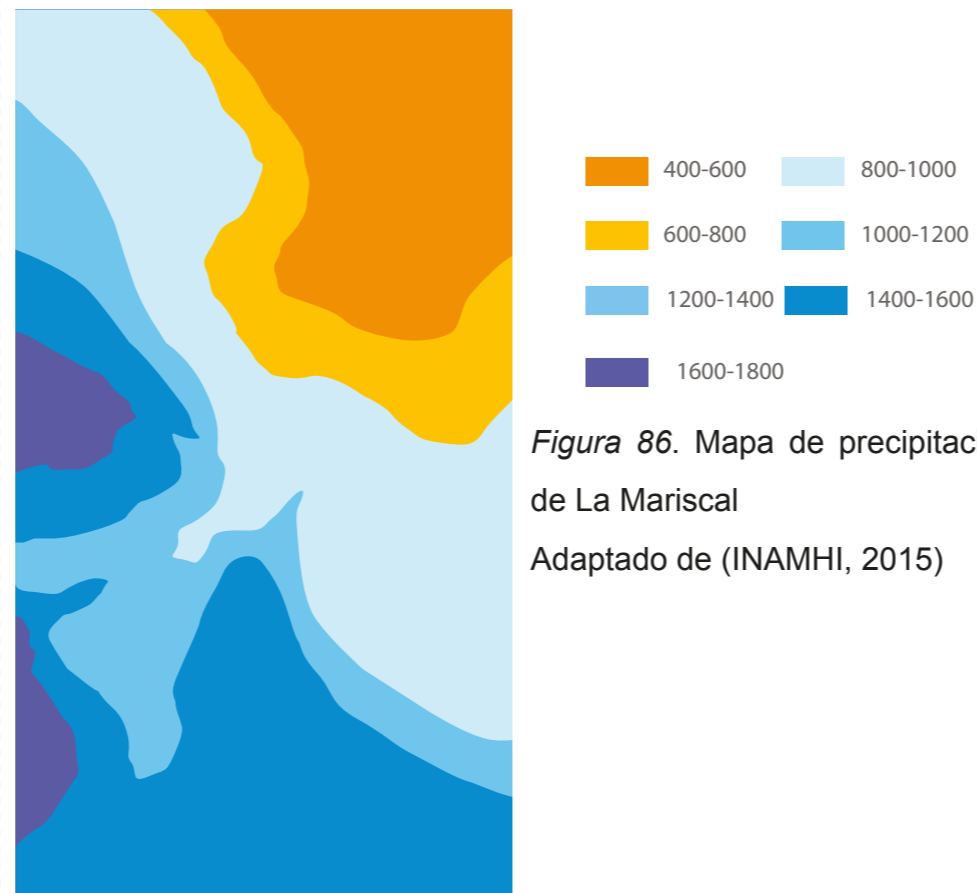 400-600 800-1000
600-800 1000-1200
1200-1400 1400-1600
1600-1800
Figura 86. Mapa de precipitac
de La Mariscal
Adaptado de (INAMHI, 2015)